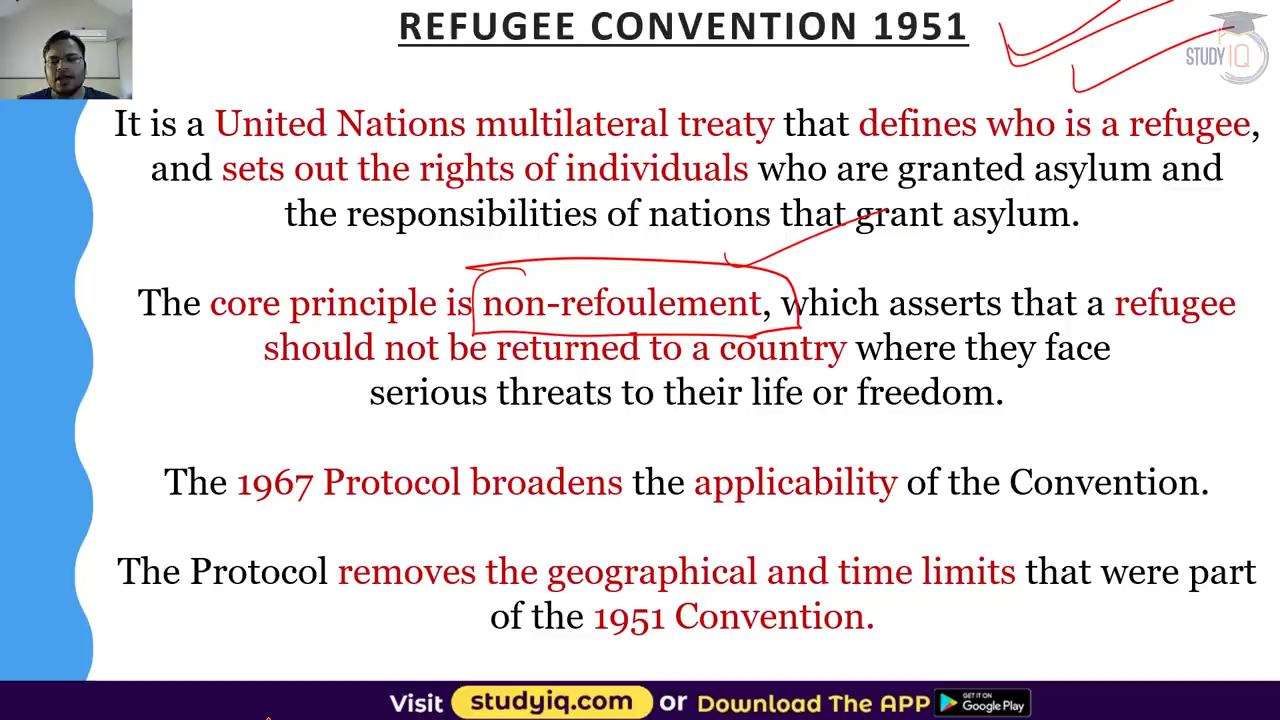 REFUGEE CONVENTION 1951
STUDY IQ
It is a United Nations multilateral treaty that defines who is a refugee,
and sets out the rights of individuals who are granted asylum and
the responsibilities of nations that grant asylum.
The core principle is non-refoulement, which asserts that a refugee
should not be returned to a country where they face
serious threats to their life or freedom.
The 1967 Protocol broadens the applicability of the Convention.
The Protocol removes the geographical and time limits that were part
of the 1951 Convention.
Visit studyiq.com or Download The APP GET IT ON Google Play